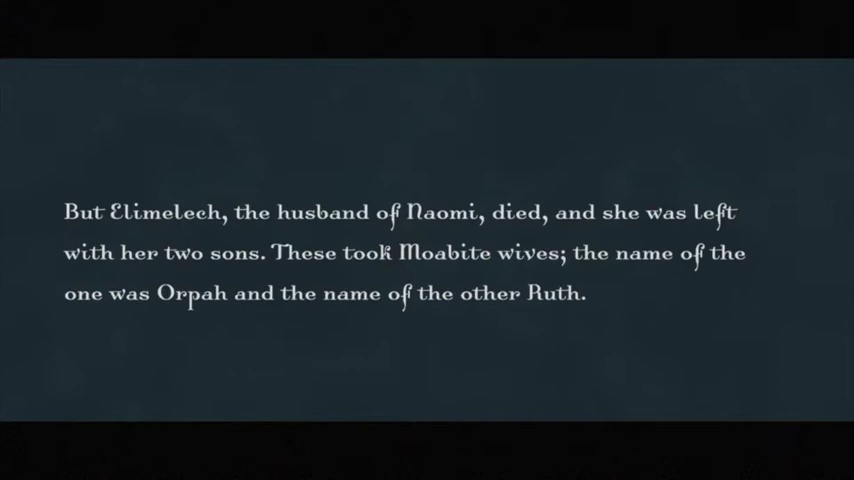 But Elimelech, the husband of Naomi, died, and she was left
with her two sons. These took Moabite wives; the name of the
one was Orpah and the name of the other Ruth.